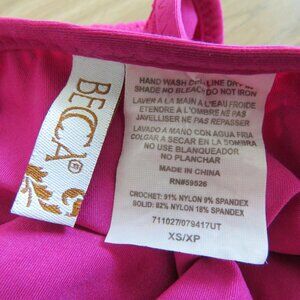 BECCA®
HAND WASH COLD LINE DRY IN
SHADE NO BLEACH DO NOT IRON
LAVER A LA MAIN A L'EAU FROIDE
ETENDRE A L'OMBRE NE PAS
JAVELLISER NE PAS REPASSER
LAVADO A MANO CON AGUA FRIA
COLGAR A SECAR EN LA SOMBRA
NO USE BLANQUEADOR
NO PLANCHAR
MADE IN CHINA
RN#59526
CROCHET: 91% NYLON 9% SPANDEX
SOLID: 82% NYLON 18% SPANDEX
711027/079417UT
XS/XP